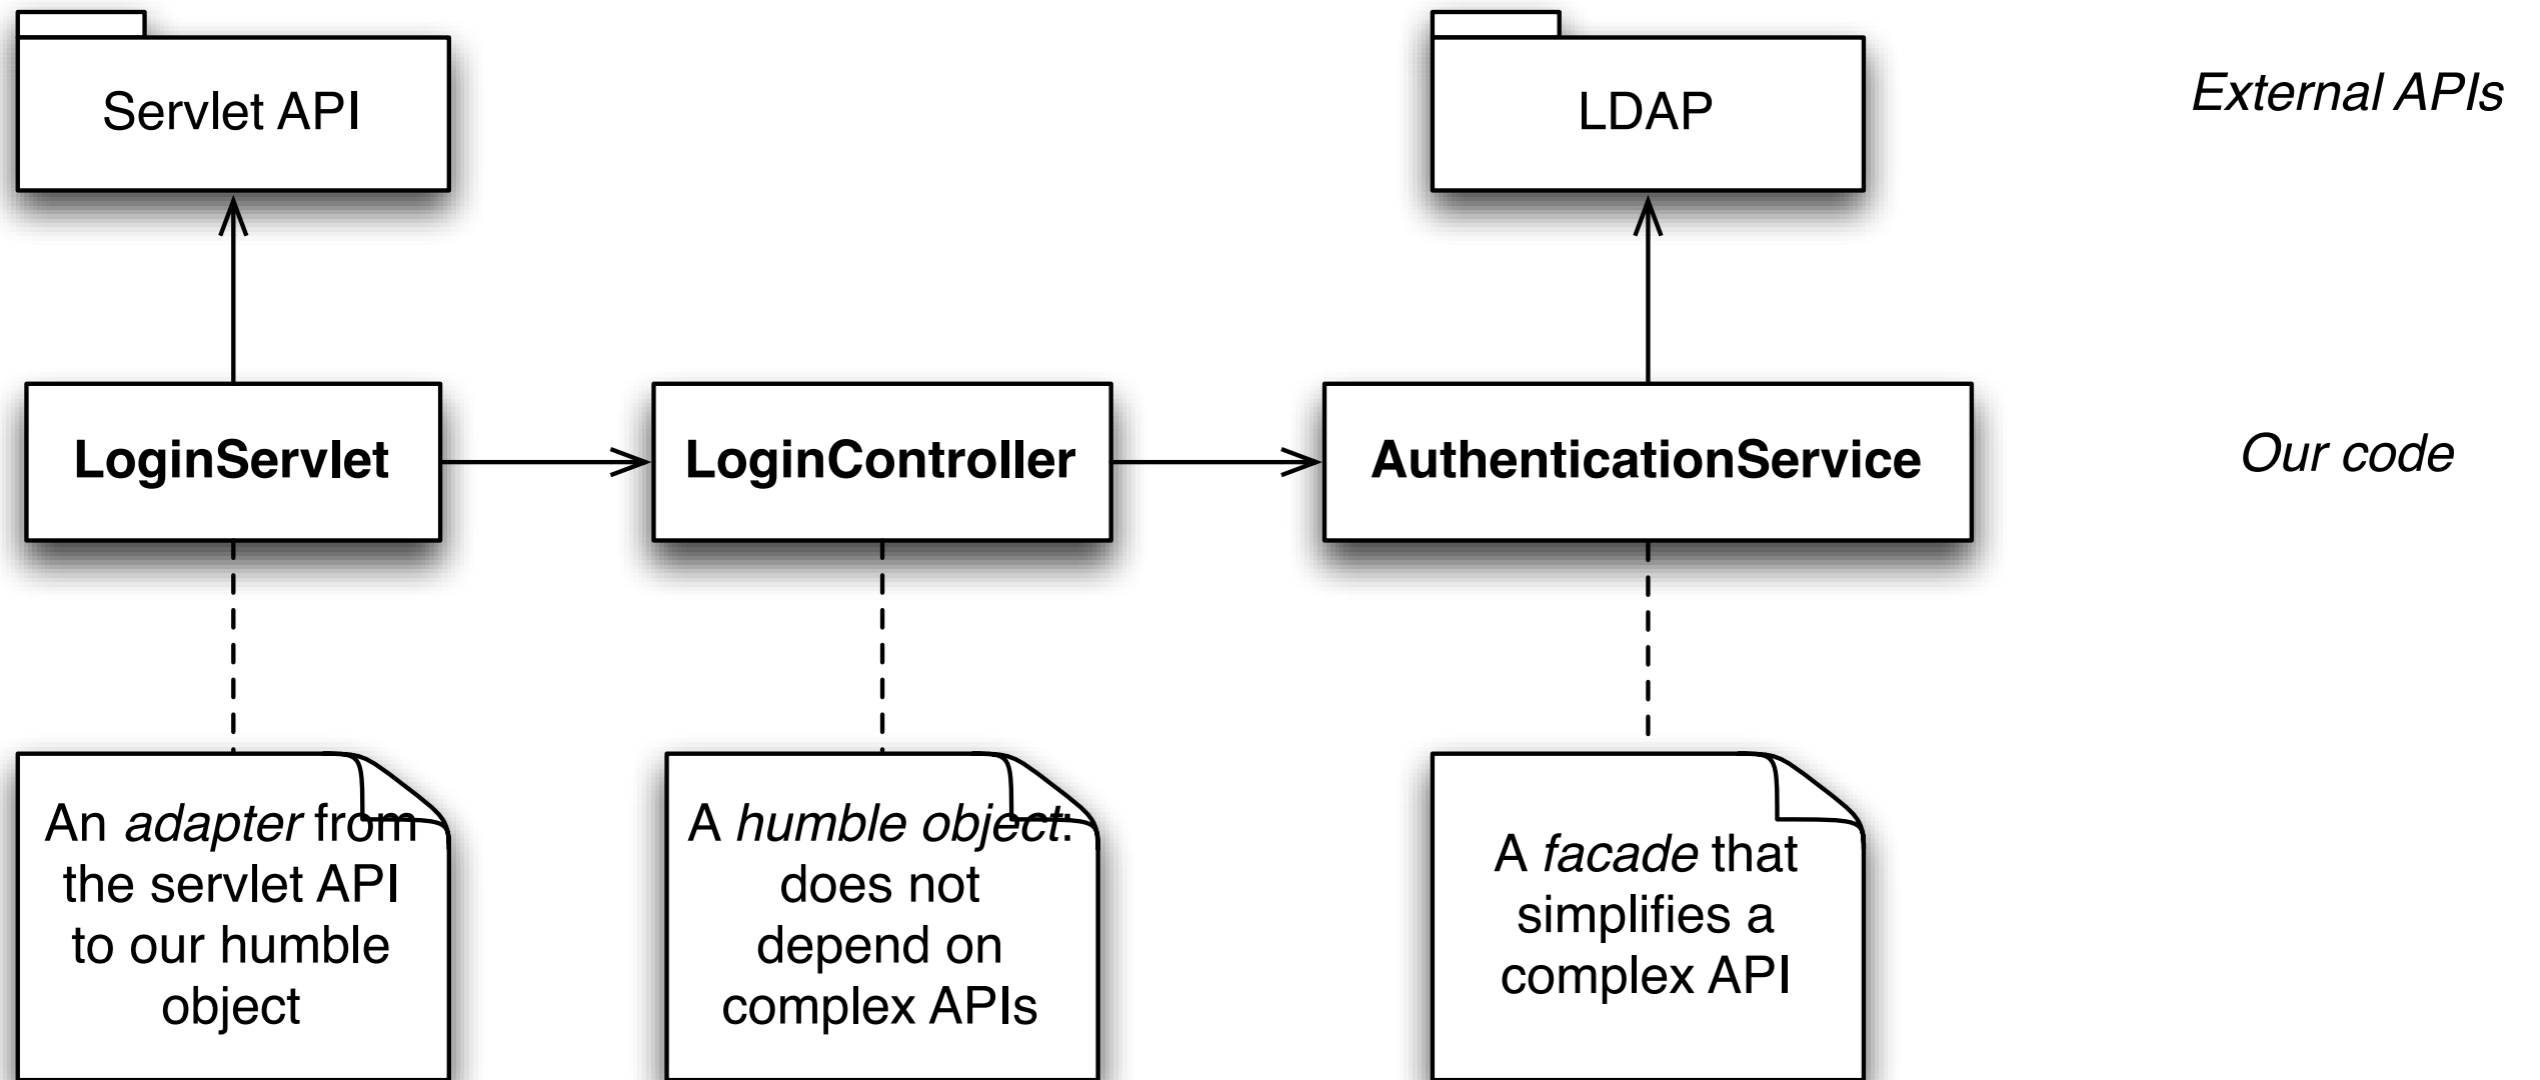 Servlet API
LDAP
External APIs
LoginServlet
LoginController
AuthenticationService
Our code
An adapter from
the servlet API
to our humble
object
A humble object:
does not
depend on
complex APIs
A facade that
simplifies a
complex API